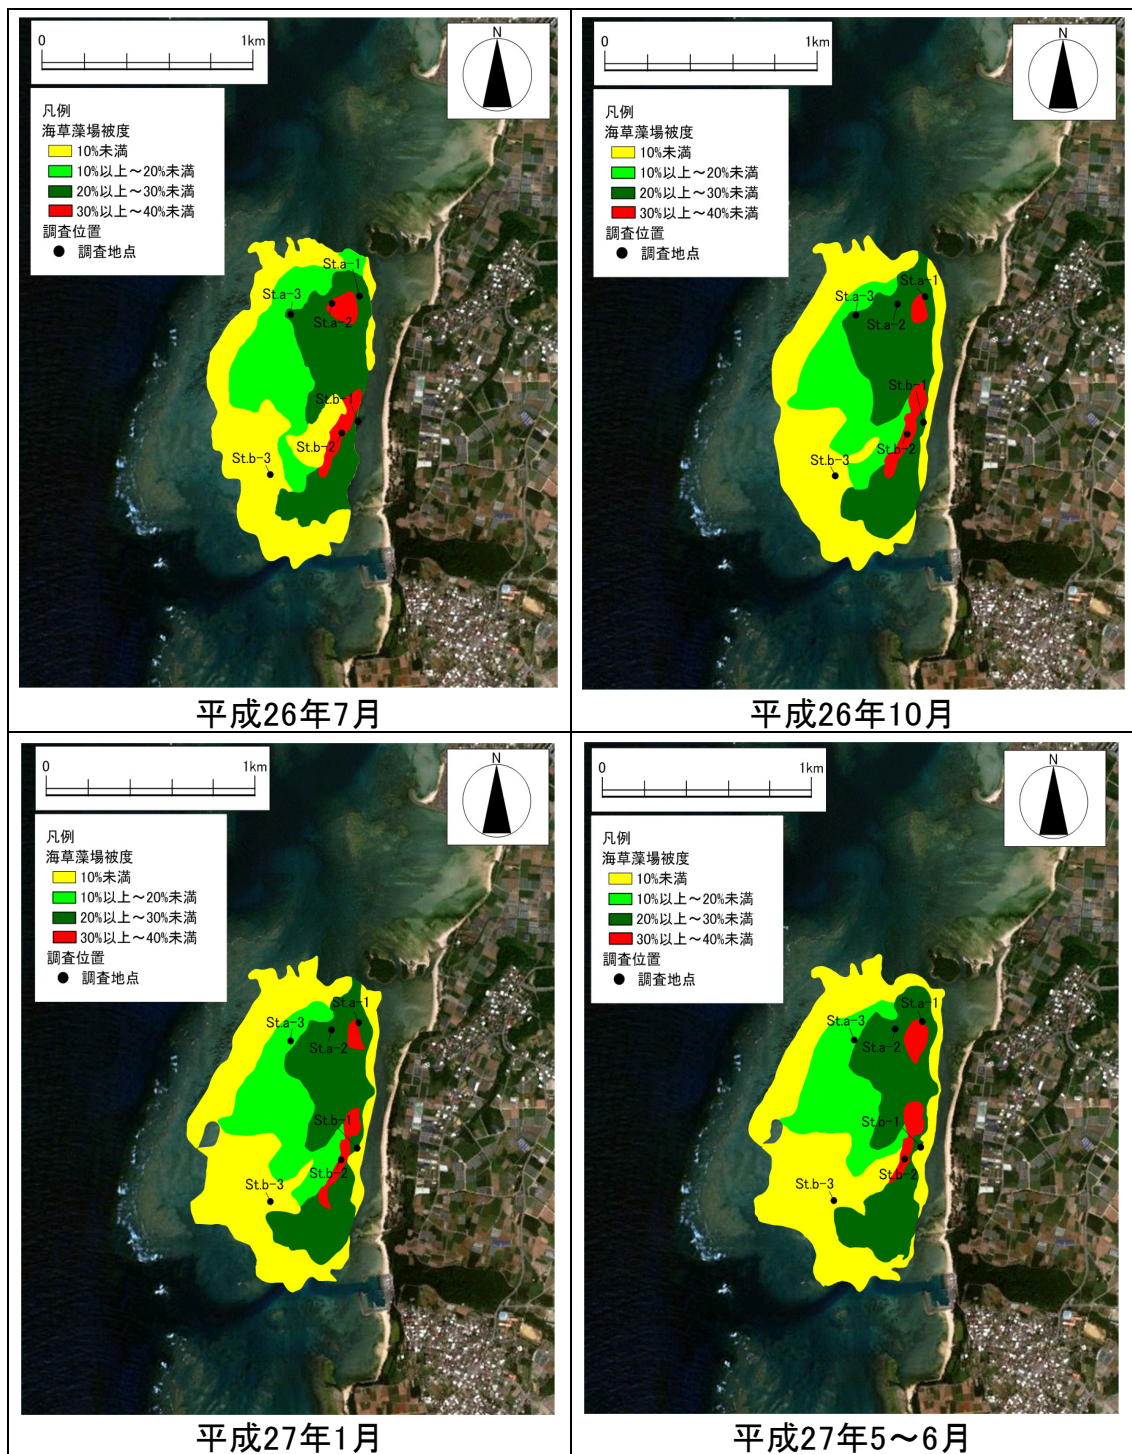 0 1km
N
凡例
海草藻場被度
10%未満
10%以上～20%未満
20%以上～30%未満
30%以上～40%未満
調査位置
調査地点
St.a-1
St.a-3
St.a-2
St.b-1
St.b-2
St.b-3
平成26年7月
0 1km
N
凡例
海草藻場被度
10%未満
10%以上～20%未満
20%以上～30%未満
30%以上～40%未満
調査位置
調査地点
St.a-1
St.a-3
St.a-2
St.b-1
St.b-2
St.b-3
平成26年10月
0 1km
N
凡例
海草藻場被度
10%未満
10%以上～20%未満
20%以上～30%未満
30%以上～40%未満
調査位置
調査地点
St.a-1
St.a-3
St.a-2
St.b-1
St.b-2
St.b-3
平成27年1月
0 1km
N
凡例
海草藻場被度
10%未満
10%以上～20%未満
20%以上～30%未満
30%以上～40%未満
調査位置
調査地点
St.a-1
St.a-3
St.a-2
St.b-1
St.b-2
St.b-3
平成27年5～6月